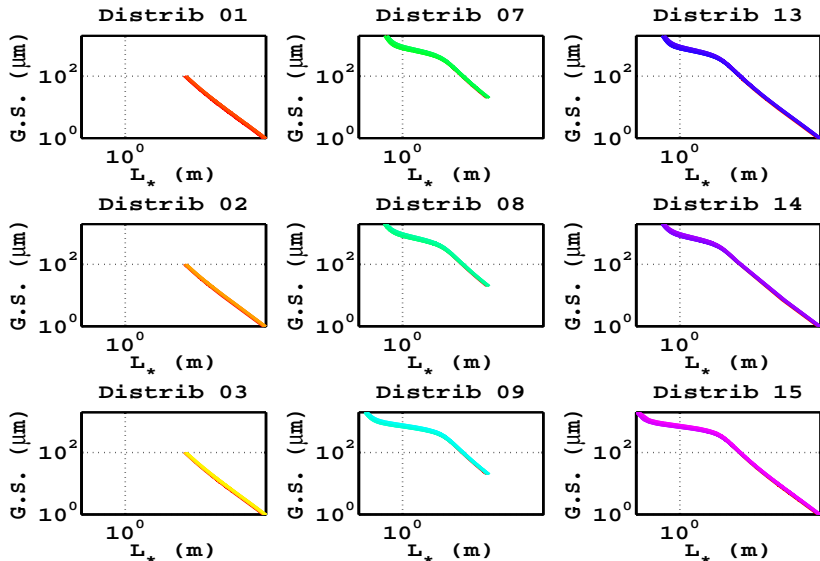 Distrib 01
Distrib 07
Distrib 13
G.S. (μm)
10²
10⁰
10⁰
L* (m)
G.S. (μm)
10²
10⁰
10⁰
L* (m)
G.S. (μm)
10²
10⁰
10⁰
L* (m)
Distrib 02
Distrib 08
Distrib 14
G.S. (μm)
10²
10⁰
10⁰
L* (m)
G.S. (μm)
10²
10⁰
10⁰
L* (m)
G.S. (μm)
10²
10⁰
10⁰
L* (m)
Distrib 03
Distrib 09
Distrib 15
G.S. (μm)
10²
10⁰
10⁰
L* (m)
G.S. (μm)
10²
10⁰
10⁰
L* (m)
G.S. (μm)
10²
10⁰
10⁰
L* (m)